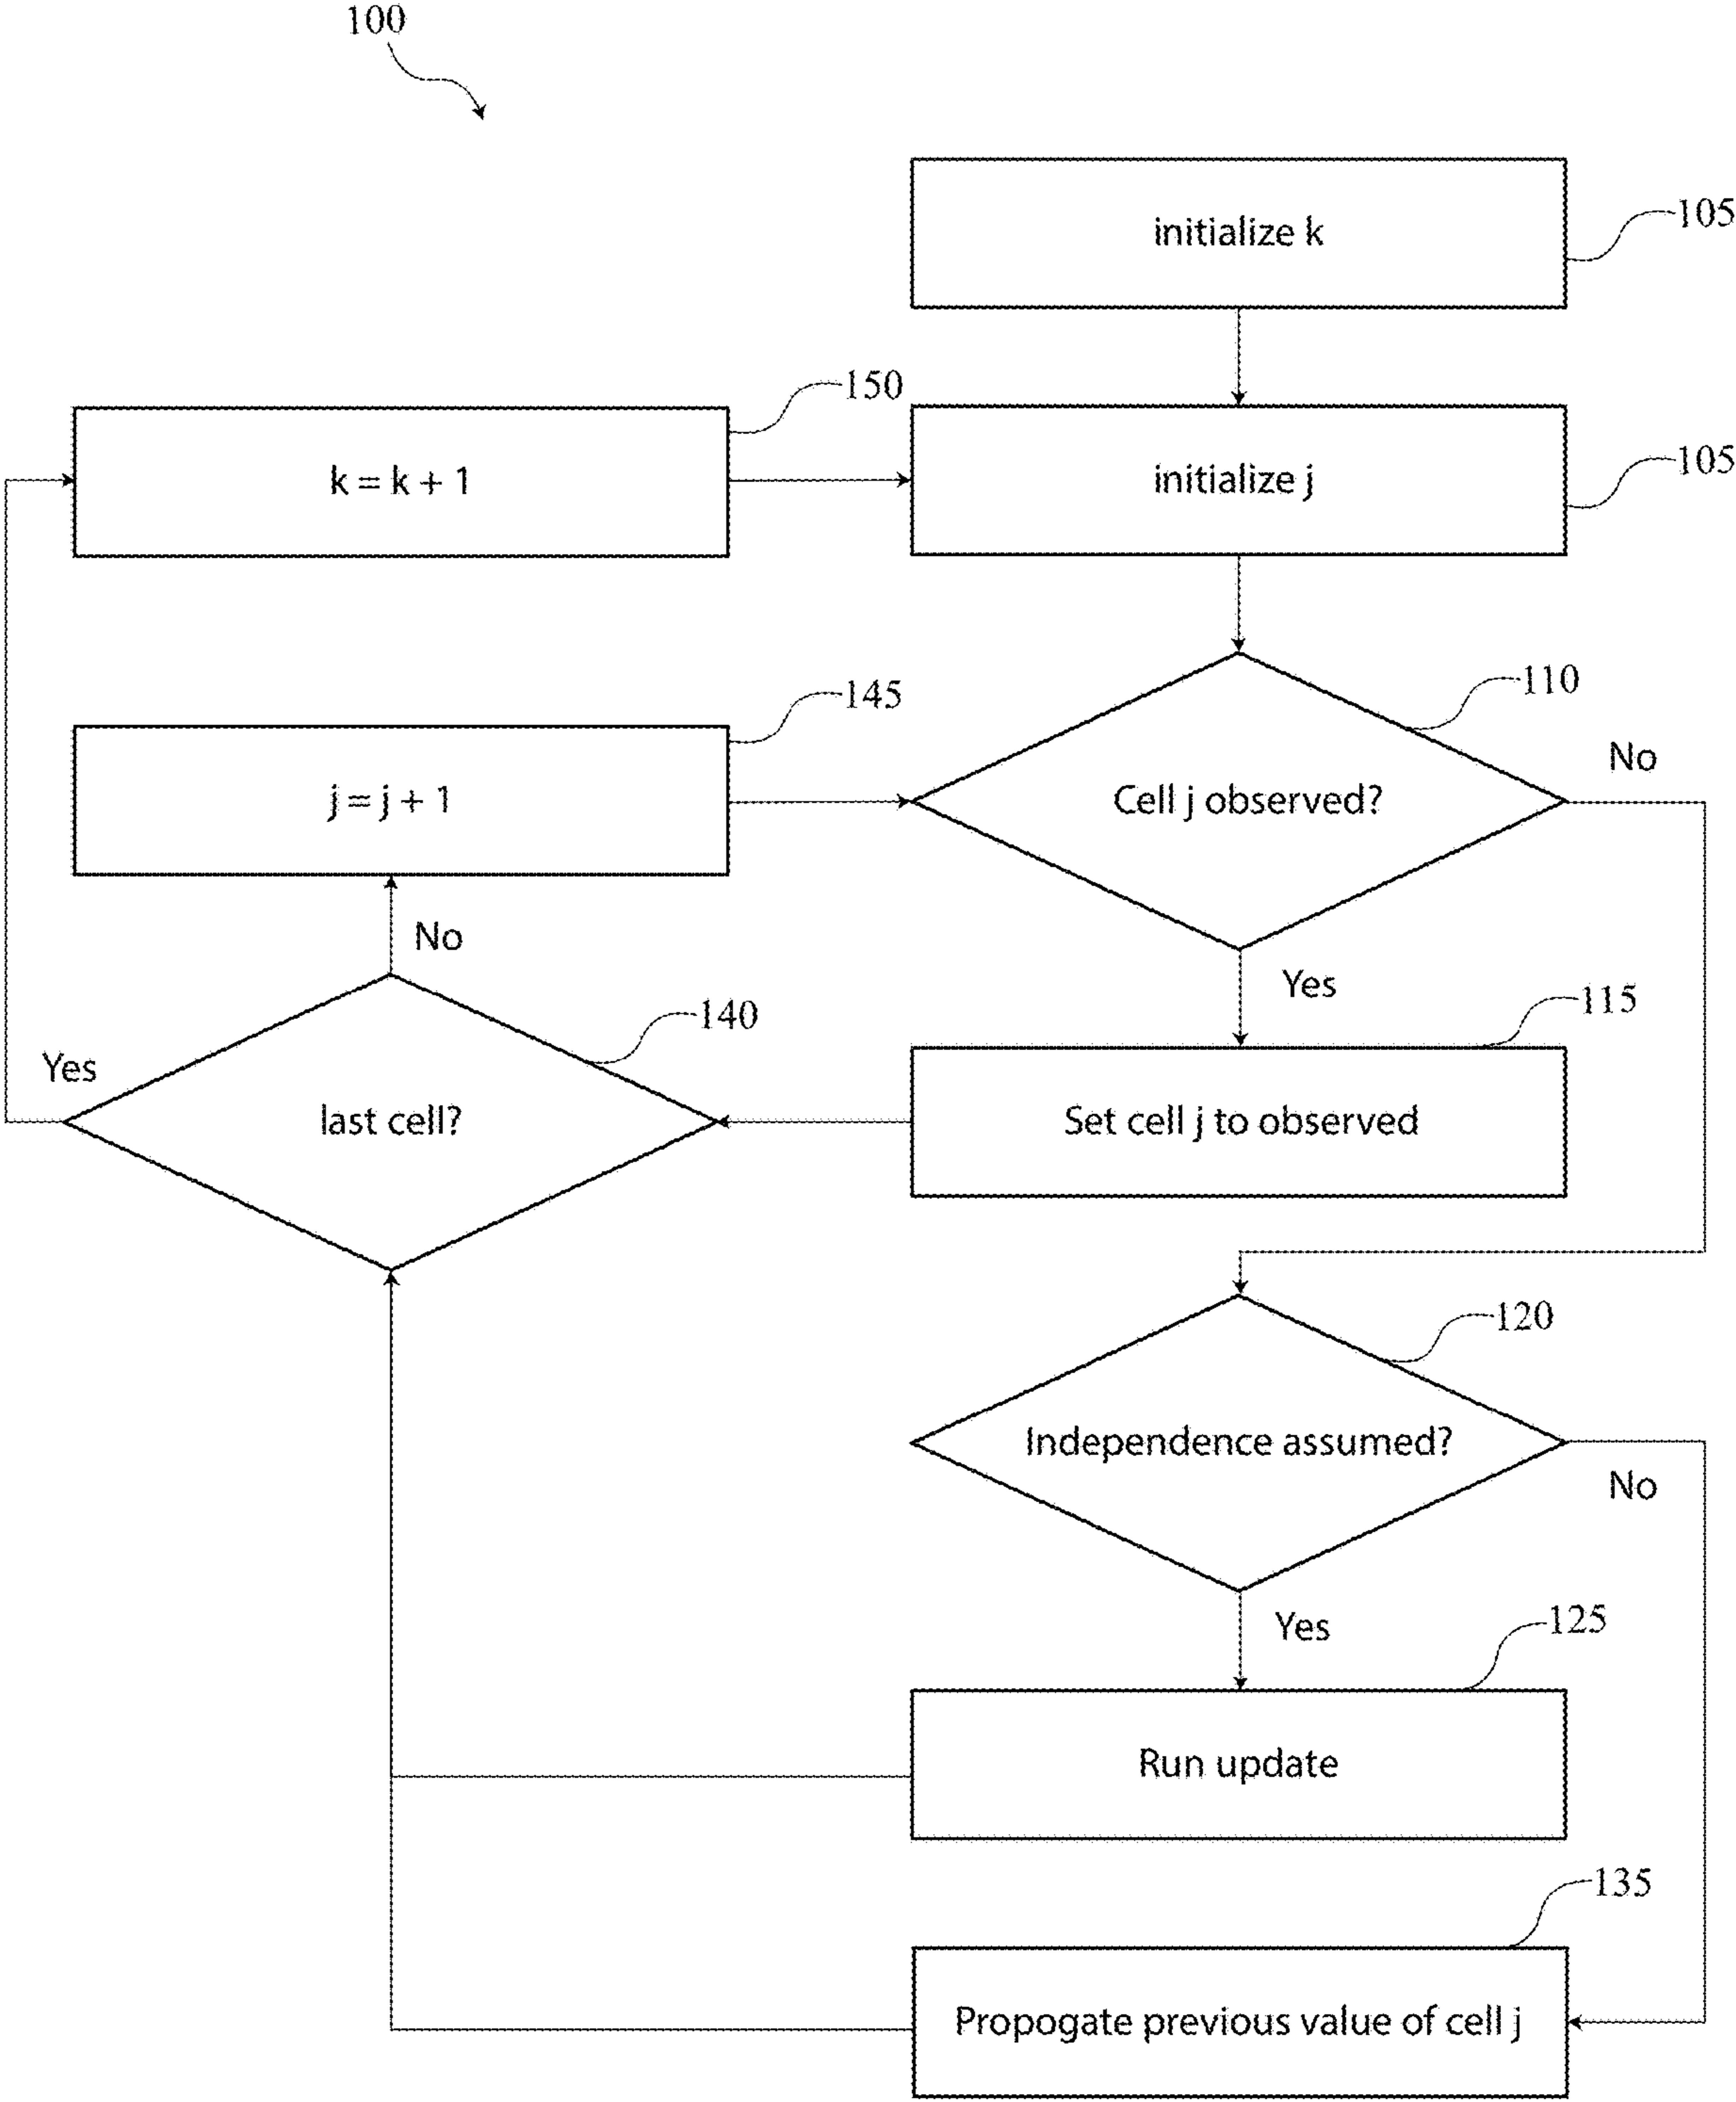 100
initialize k
105
150
k = k + 1
initialize j
105
145
j = j + 1
110
Cell j observed?
No
No
Yes
115
140
Yes
last cell?
Set cell j to observed
120
Independence assumed?
No
Yes
125
Run update
135
Propogate previous value of cell j